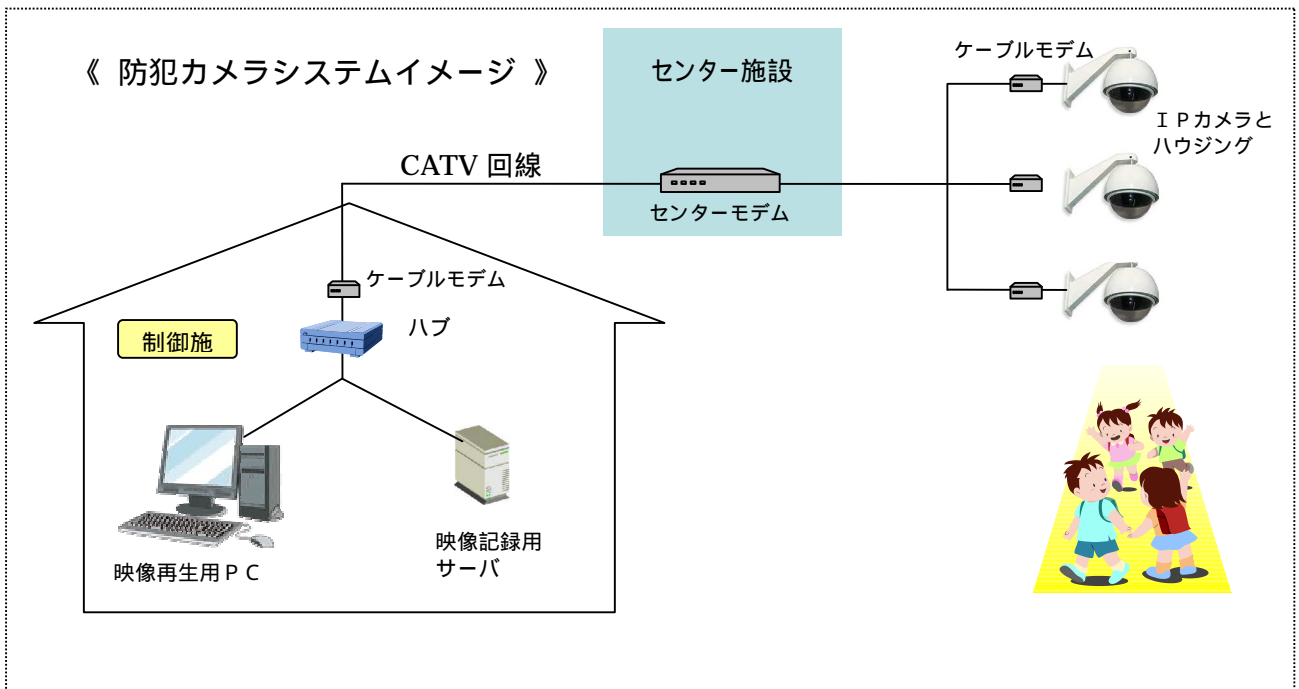 《 防犯カメラシステムイメージ 》
センター施設
ケーブルモデム
ＩＰカメラと
ハウジング
CATV 回線
センターモデム
ケーブルモデム
ハブ
制御施
映像再生用ＰＣ
映像記録用
サーバ